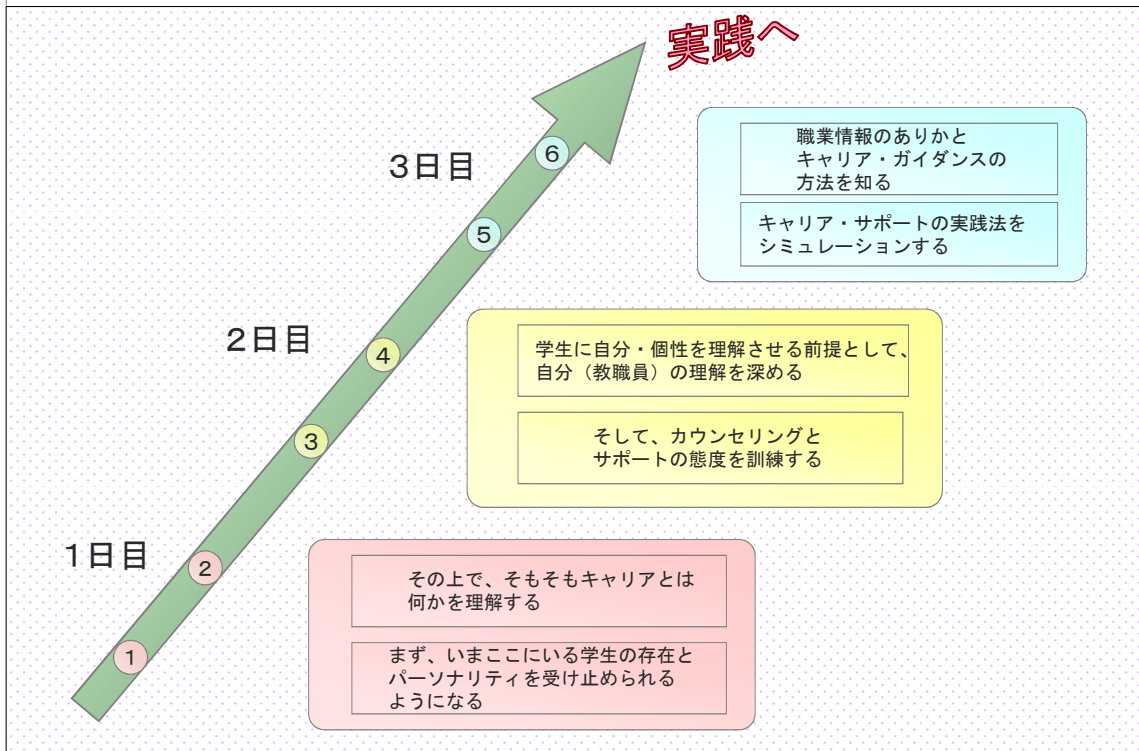 実践へ
3日目
6
5
職業情報のありかと
キャリア・ガイダンスの
方法を知る
キャリア・サポートの実践法を
シミュレーションする
2日目
4
3
学生に自分・個性を理解させる前提として、
自分（教職員）の理解を深める
そして、カウンセリングと
サポートの態度を訓練する
1日目
2
1
その上で、そもそもキャリアとは
何かを理解する
まず、いまここにいる学生の存在と
パーソナリティを受け止められる
ようになる